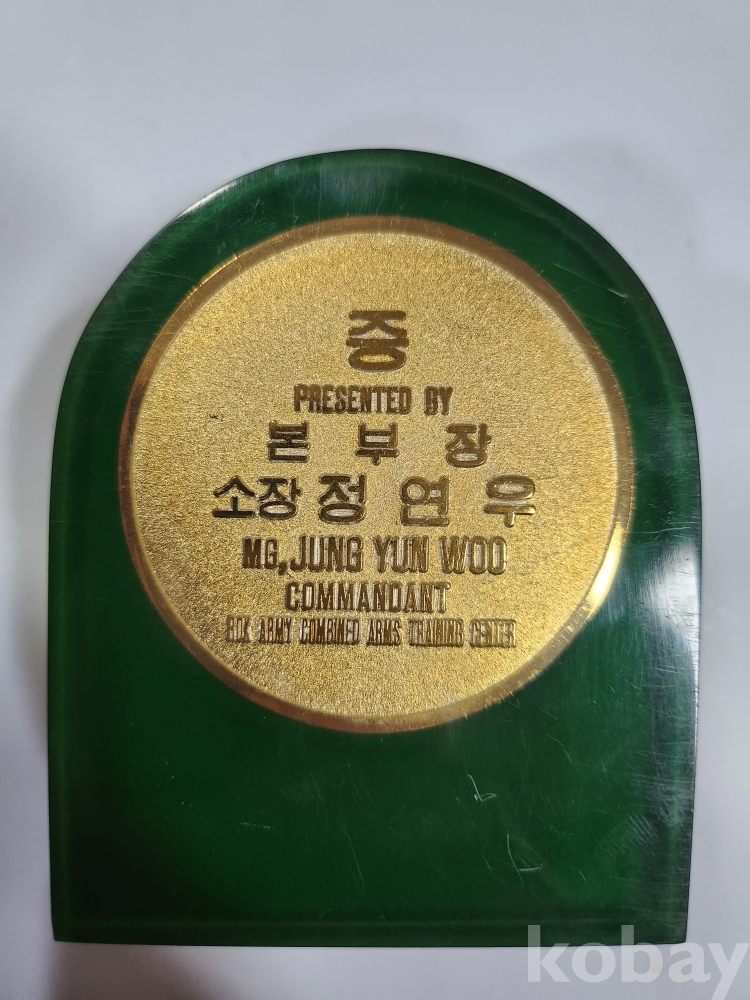 증
PRESENTED BY
본 부 장
소장 정 연 우
MG, JUNG YUN WOO
COMMANDANT
ROK ARMY COMBINED ARMS TRAINING CENTER
kobay